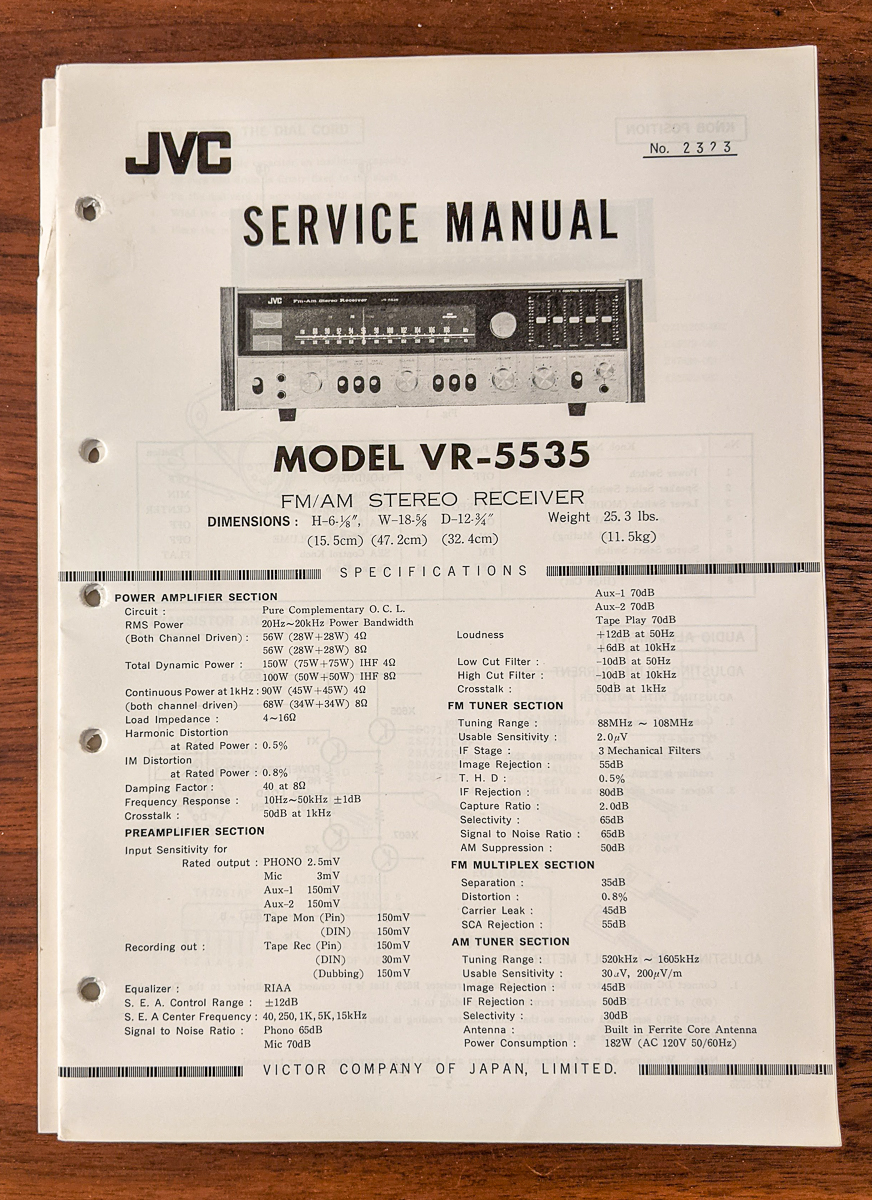 JVC
No. 2323
SERVICE MANUAL
JVC Fm-Am Stereo Receiver
MODEL VR-5535
FM/AM STEREO RECEIVER
DIMENSIONS : H-6-1/8", W-18-5/8 D-12-3/4" Weight 25.3 lbs.
(15.5cm) (47.2cm) (32.4cm) (11.5kg)
SPECIFICATIONS
POWER AMPLIFIER SECTION
Circuit : Pure Complementary O. C. L.
RMS Power 20Hz~20kHz Power Bandwidth
(Both Channel Driven) : 56W (28W+28W) 4Ω
56W (28W+28W) 8Ω
Total Dynamic Power : 150W (75W+75W) IHF 4Ω
100W (50W+50W) IHF 8Ω
Continuous Power at 1kHz : 90W (45W+45W) 4Ω
(both channel driven) 68W (34W+34W) 8Ω
Load Impedance : 4~16Ω
Harmonic Distortion
at Rated Power : 0.5%
IM Distortion
at Rated Power : 0.8%
Damping Factor : 40 at 8Ω
Frequency Response : 10Hz~50kHz ±1dB
Crosstalk : 50dB at 1kHz
PREAMPLIFIER SECTION
Input Sensitivity for
Rated output : PHONO 2.5mV
Mic 3mV
Aux-1 150mV
Aux-2 150mV
Tape Mon (Pin) 150mV
(DIN) 150mV
Recording out : Tape Rec (Pin) 150mV
(DIN) 30mV
(Dubbing) 150mV
Equalizer : RIAA
S. E. A. Control Range : ±12dB
S. E. A Center Frequency : 40, 250, 1K, 5K, 15kHz
Signal to Noise Ratio : Phono 65dB
Mic 70dB
Aux-1 70dB
Aux-2 70dB
Tape Play 70dB
Loudness +12dB at 50Hz
+6dB at 10kHz
Low Cut Filter : -10dB at 50Hz
High Cut Filter : -10dB at 10kHz
Crosstalk : 50dB at 1kHz
FM TUNER SECTION
Tuning Range : 88MHz ~ 108MHz
Usable Sensitivity : 2.0μV
IF Stage : 3 Mechanical Filters
Image Rejection : 55dB
T. H. D : 0.5%
IF Rejection : 80dB
Capture Ratio : 2.0dB
Selectivity : 65dB
Signal to Noise Ratio : 65dB
AM Suppression : 50dB
FM MULTIPLEX SECTION
Separation : 35dB
Distortion : 0.8%
Carrier Leak : 45dB
SCA Rejection : 55dB
AM TUNER SECTION
Tuning Range : 520kHz ~ 1605kHz
Usable Sensitivity : 30μV, 200μV/m
Image Rejection : 45dB
IF Rejection : 50dB
Selectivity : 30dB
Antenna : Built in Ferrite Core Antenna
Power Consumption : 182W (AC 120V 50/60Hz)
VICTOR COMPANY OF JAPAN, LIMITED.